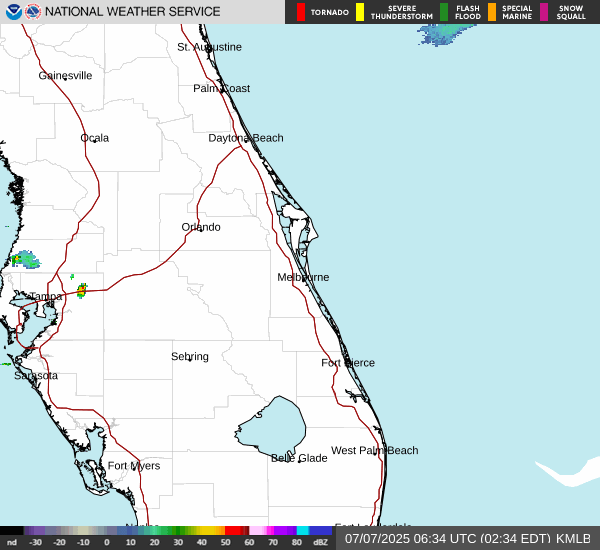 NATIONAL WEATHER SERVICE
TORNADO
SEVERE THUNDERSTORM
FLASH FLOOD
SPECIAL MARINE
SNOW SQUALL
St. Augustine
Gainesville
Palm Coast
Ocala
Daytona Beach
Orlando
Melbourne
Tampa
Sebring
Fort Pierce
Sarasota
West Palm Beach
Belle Glade
Fort Myers
nd -30 -20 -10 0 10 20 30 40 50 60 70 80 dBZ
07/07/2025 06:34 UTC (02:34 EDT) KMLB